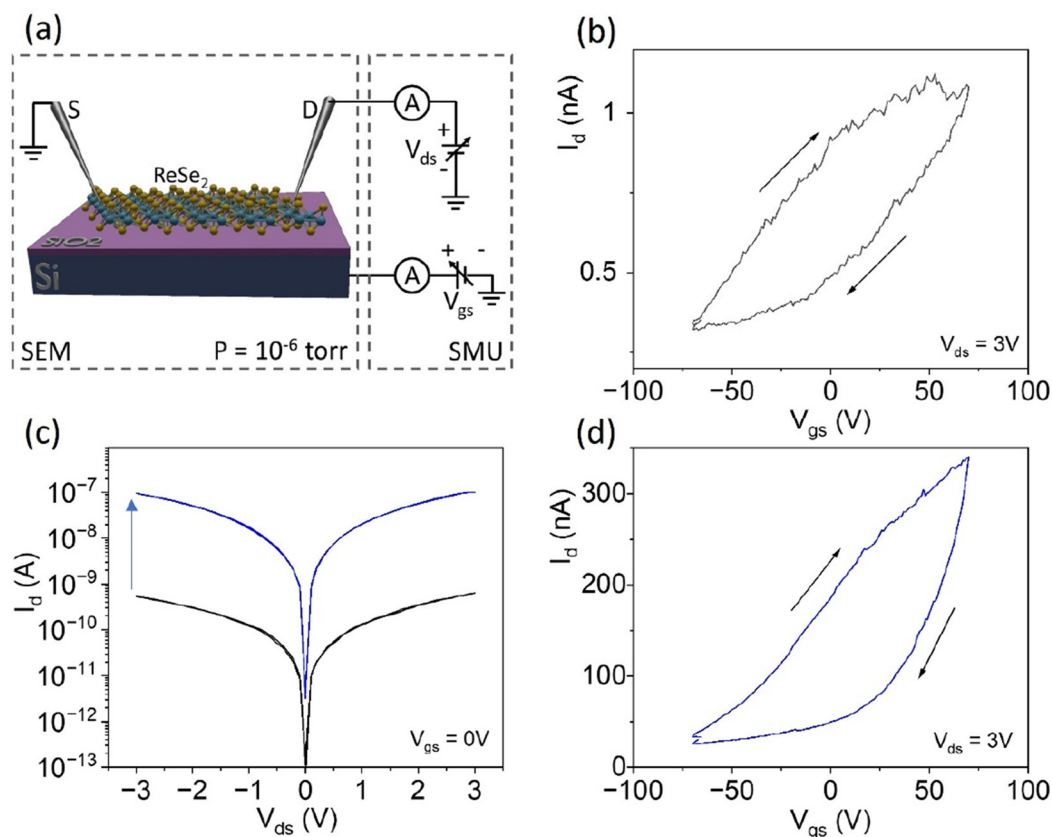 (a)
S
D
A
+
V_ds
-
ReSe₂
SiO2
Si
A
+ -
V_gs
SEM
P = 10⁻⁶ torr
SMU
(b)
I_d (nA)
1
0.5
V_ds = 3V
−100 −50 0 50 100
V_gs (V)
(c)
I_d (A)
10⁻⁷
10⁻⁸
10⁻⁹
10⁻¹⁰
10⁻¹¹
10⁻¹²
10⁻¹³
V_gs = 0V
−3 −2 −1 0 1 2 3
V_ds (V)
(d)
I_d (nA)
300
200
100
0
V_ds = 3V
−100 −50 0 50 100
V_gs (V)